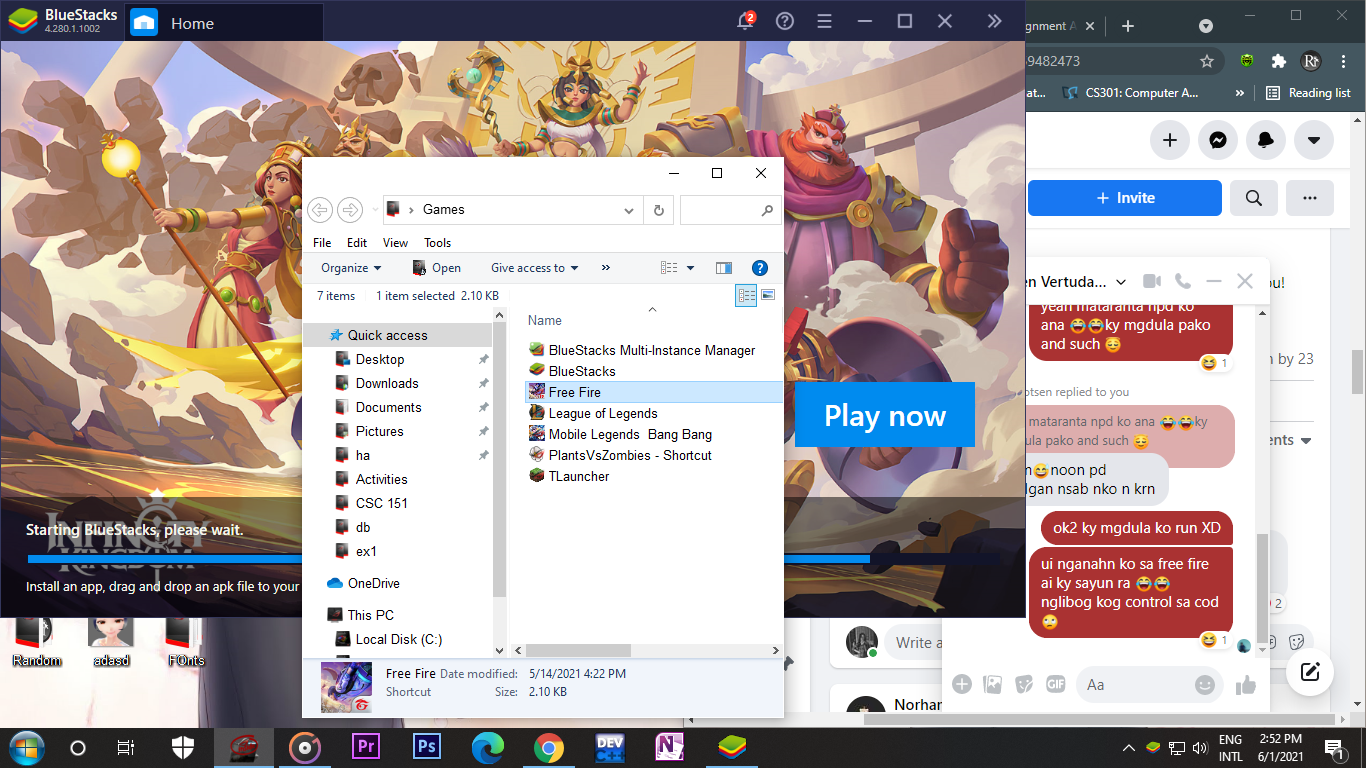 BlueStacks
4.280.1.1002
Home
2
Starting BlueStacks, please wait.
INFINITY
KINGDOM
Install an app, drag and drop an apk file to your
Play now
Games
File Edit View Tools
Organize Open Give access to »
7 items 1 item selected 2.10 KB
Quick access
Desktop
Downloads
Documents
Pictures
ha
Activities
CSC 151
db
ex1
OneDrive
This PC
Local Disk (C:)
Name
BlueStacks Multi-Instance Manager
BlueStacks
Free Fire
League of Legends
Mobile Legends Bang Bang
PlantsVsZombies - Shortcut
TLauncher
Free Fire Date modified: 5/14/2021 4:22 PM
Shortcut Size: 2.10 KB
gnment A
59482473
at... CS301: Computer A... » Reading list
+ Invite
en Vertuda...
ou!
yeah mataranta npd ko
ana 😂😂ky mgdula pako
and such 😌
😆 1
n by 23
otsen replied to you
mataranta npd ko ana 😂😂ky
ula pako and such 😌
m😅noon pd
lgan nsab nko n krn
ents
ok2 ky mgdula ko run XD
ui nganahn ko sa free fire
ai ky sayun ra 😂😂
nglibog kog control sa cod
🙄
😆 1
2
Write a
Aa
GIF
Norhan
Random
adasd
FOnts
Pr
Ps
DEV
C++
N
ENG
INTL
2:52 PM
6/1/2021
1